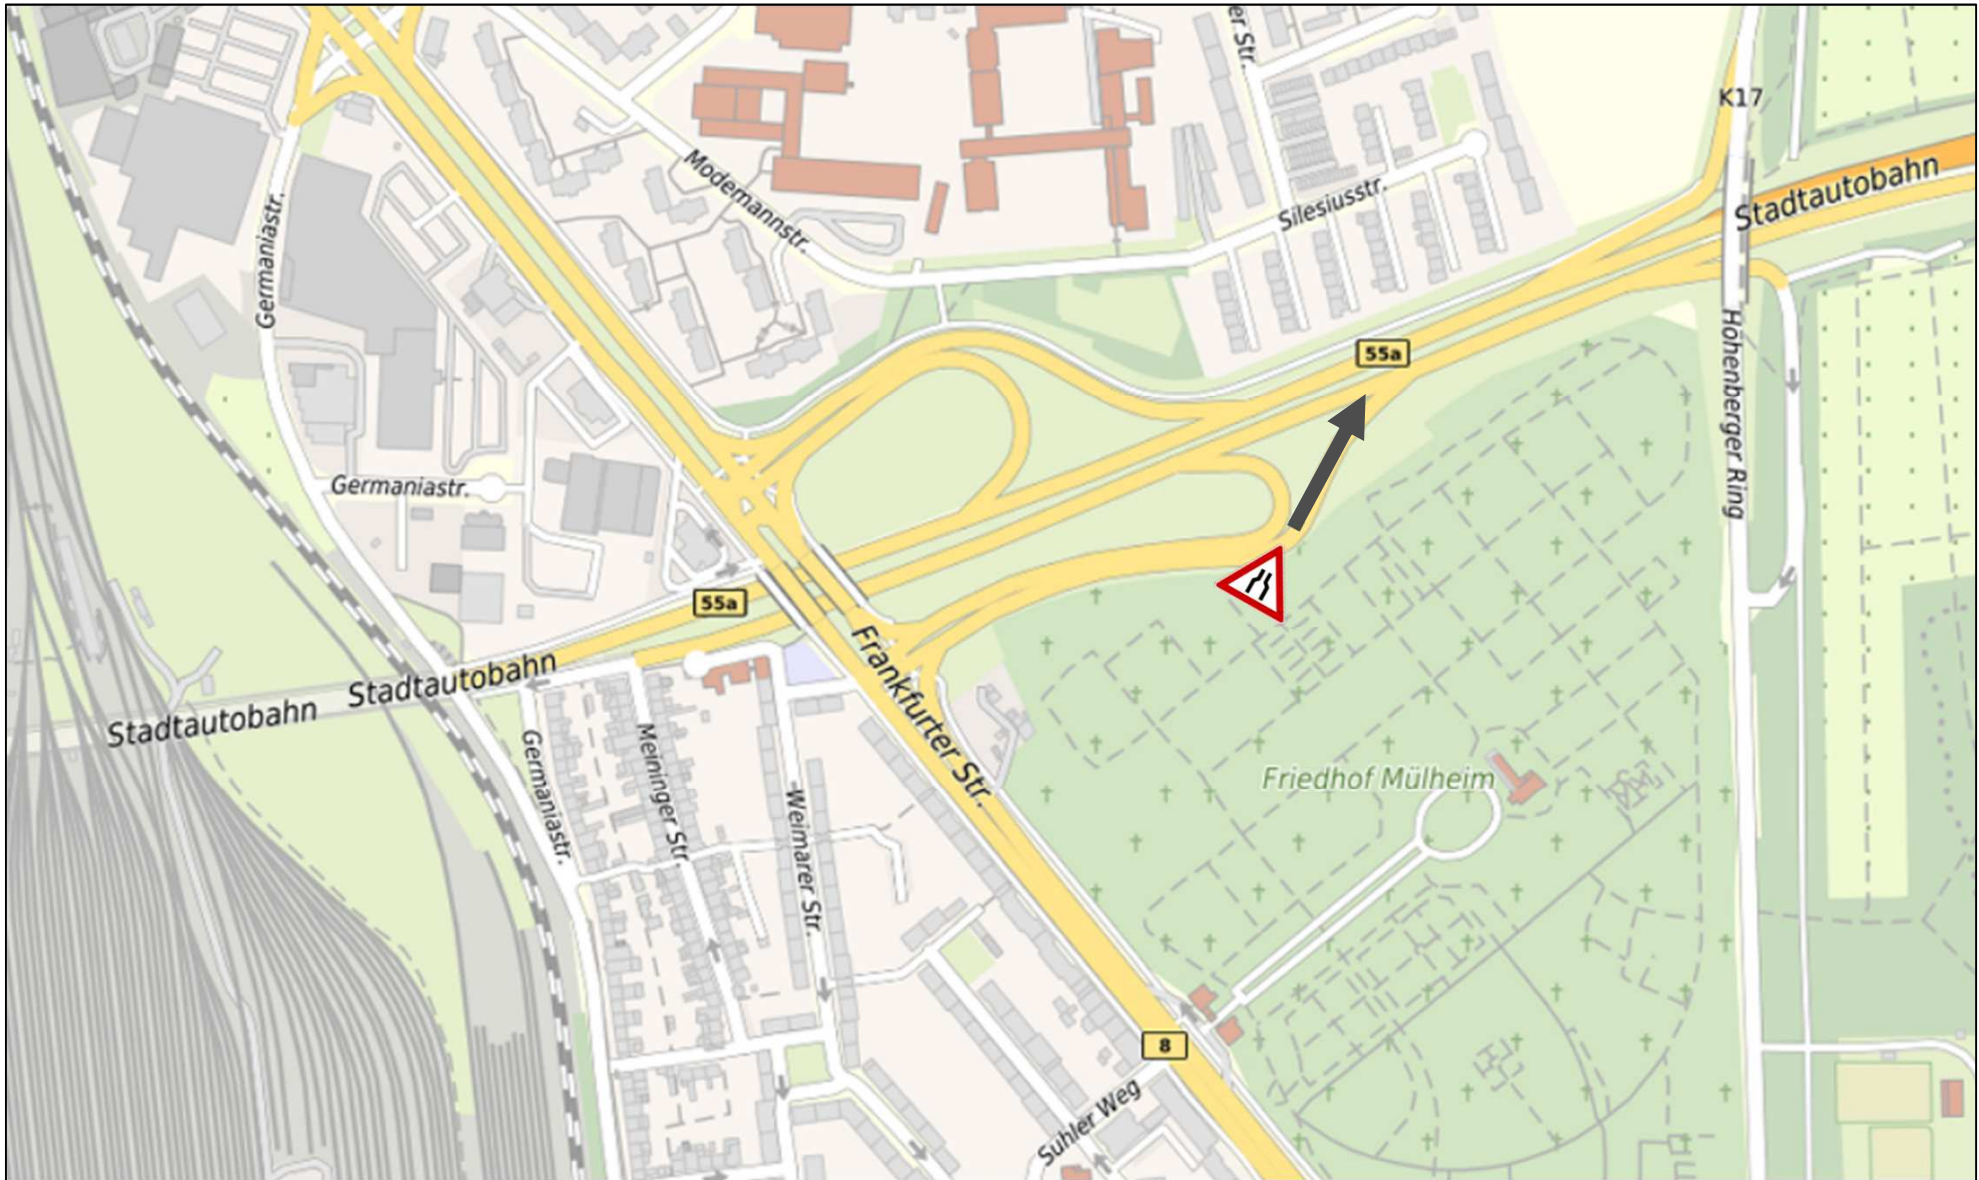 er Str.
K17
Modemannstr.
Stadtautobahn
Silesiusstr.
Germaniastr.
55a
Höhenberger Ring
Germaniastr.
55a
Frankfurter Str.
Stadtautobahn
Stadtautobahn
Germaniastr.
Meininger Str.
Weimarer Str.
Friedhof Mülheim
8
Suhler Weg